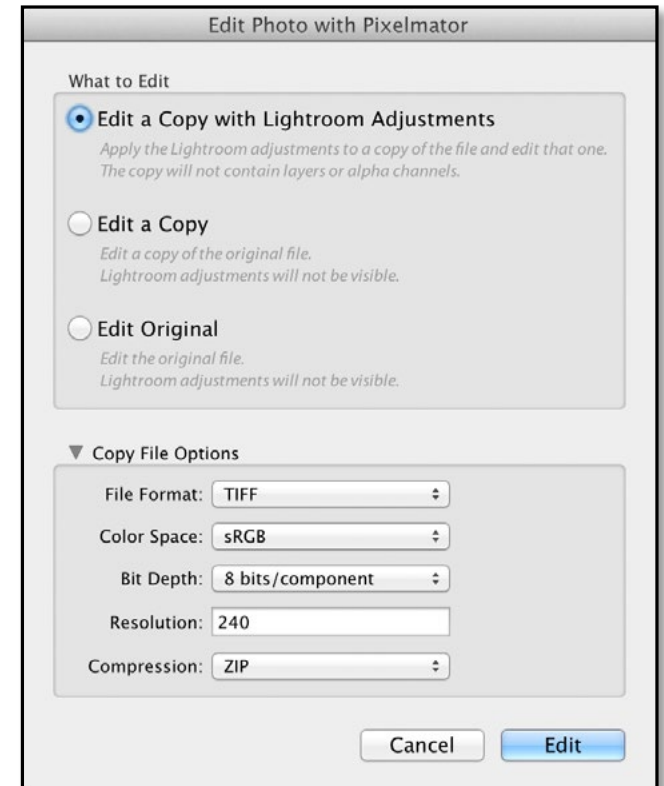 Edit Photo with Pixelmator
What to Edit
Edit a Copy with Lightroom Adjustments
Apply the Lightroom adjustments to a copy of the file and edit that one.
The copy will not contain layers or alpha channels.
Edit a Copy
Edit a copy of the original file.
Lightroom adjustments will not be visible.
Edit Original
Edit the original file.
Lightroom adjustments will not be visible.
Copy File Options
File Format: TIFF
Color Space: sRGB
Bit Depth: 8 bits/component
Resolution: 240
Compression: ZIP
Cancel Edit